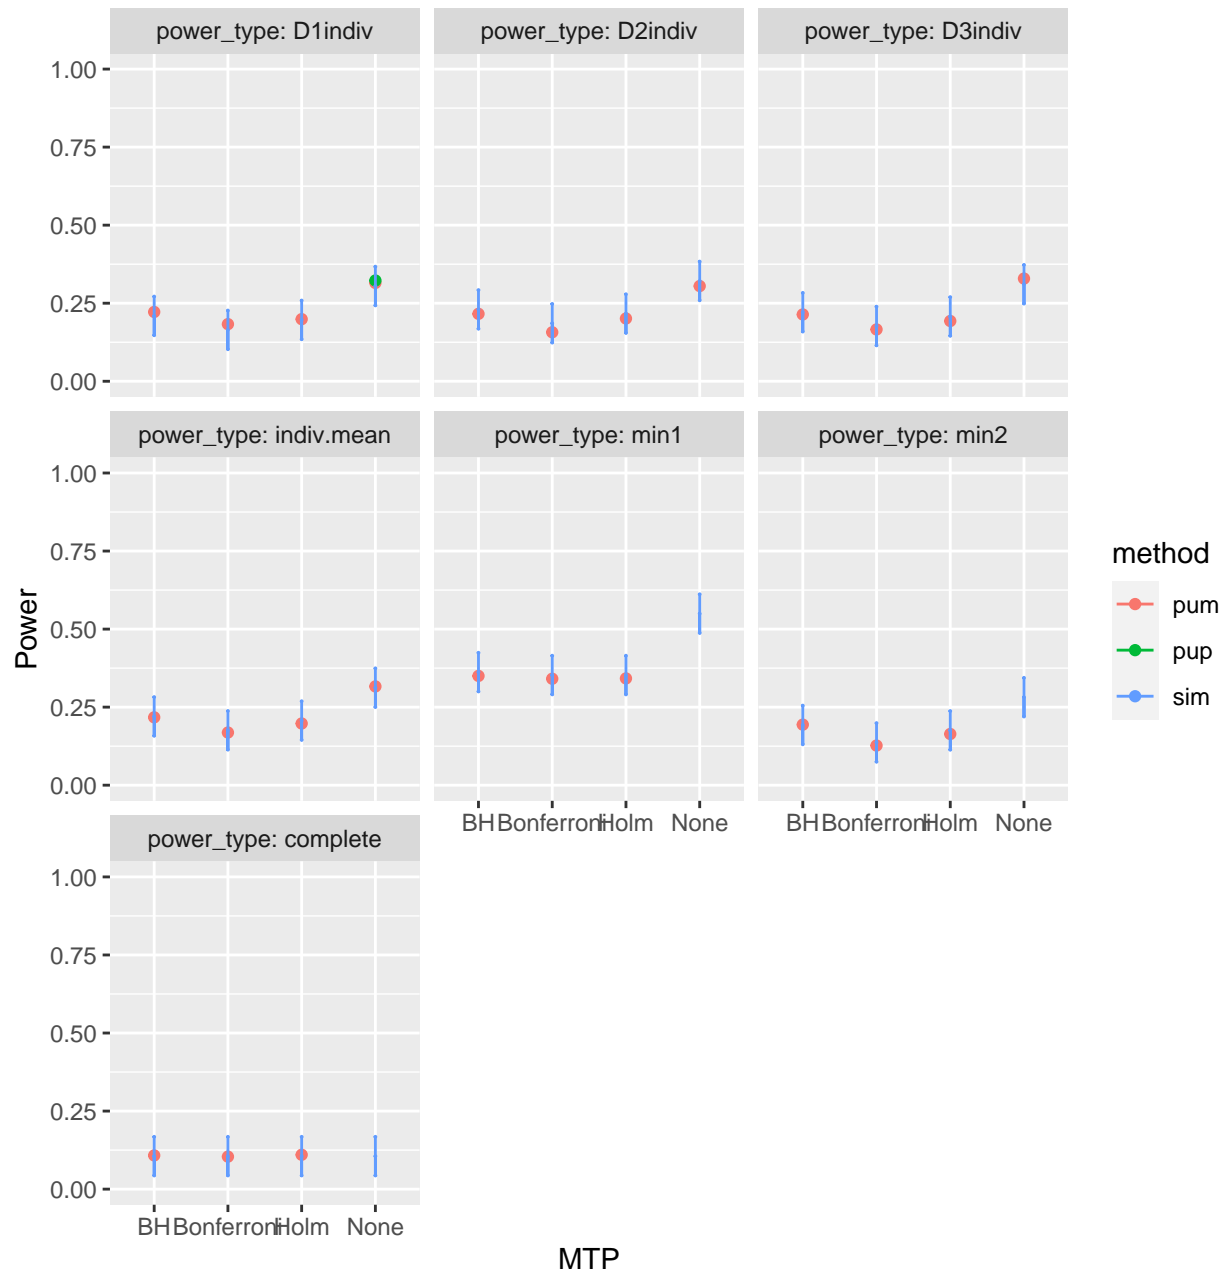 power_type: D1indiv
power_type: D2indiv
power_type: D3indiv
1.00
0.75
0.50
0.25
0.00
power_type: indiv.mean
power_type: min1
power_type: min2
1.00
0.75
0.50
0.25
0.00
BH Bonferroni Holm None
BH Bonferroni Holm None
power_type: complete
1.00
0.75
0.50
0.25
0.00
BH Bonferroni Holm None
MTP
Power
method
pum
pup
sim